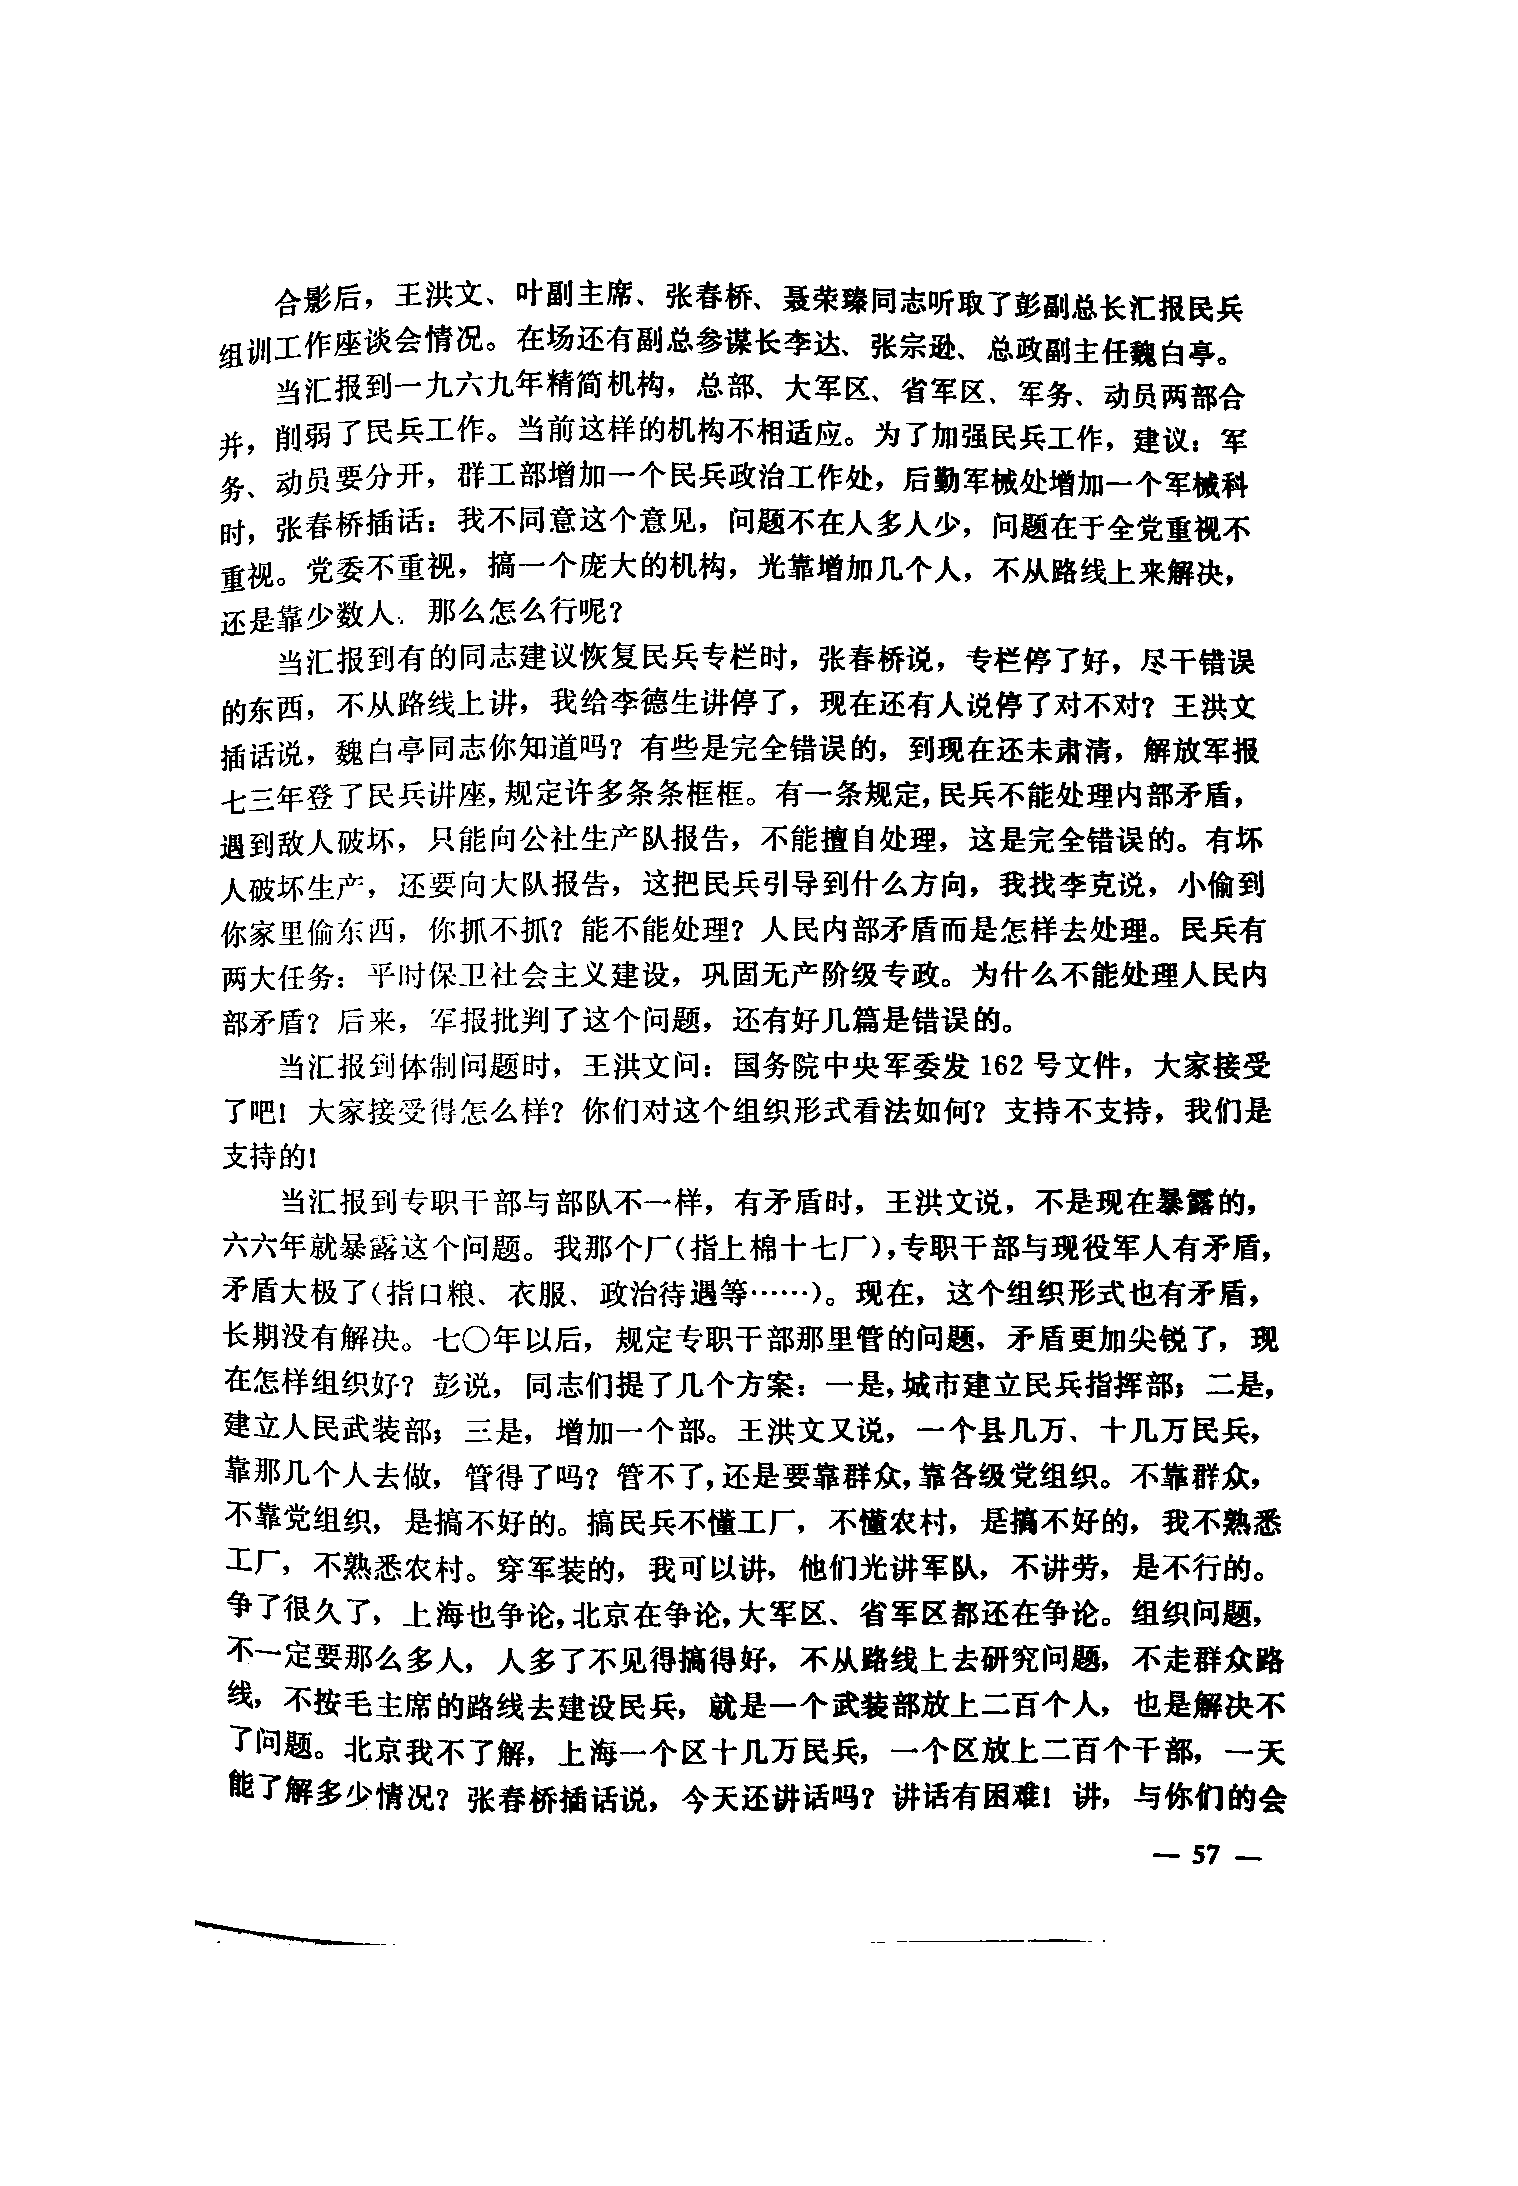 合影后，王洪文、叶副主席、张春桥、聂荣臻同志听取了彭副总长汇报民兵
组训工作座谈会情况。在场还有副总参谋长李达、张宗逊、总政副主任魏白亭。
当汇报到一九六九年精简机构，总部、大军区、省军区、军务、动员两部合
并，削弱了民兵工作。当前这样的机构不相适应。为了加强民兵工作，建议：军
务、动员要分开，群工部增加一个民兵政治工作处，后勤军械处增加一个军械科
时，张春桥插话：我不同意这个意见，问题不在人多人少，问题在于全党重视不
重视。党委不重视，搞一个庞大的机构，光靠增加几个人，不从路线上来解决，
还是靠少数人，那么怎么行呢？
当汇报到有的同志建议恢复民兵专栏时，张春桥说，专栏停了好，尽干错误
的东西，不从路线上讲，我给李德生讲停了，现在还有人说停了对不对？王洪文
插话说，魏白亭同志你知道吗？有些是完全错误的，到现在还未肃清，解放军报
七三年登了民兵讲座，规定许多条条框框。有一条规定，民兵不能处理内部矛盾，
遇到敌人破坏，只能向公社生产队报告，不能擅自处理，这是完全错误的。有坏
人破坏生产，还要向大队报告，这把民兵引导到什么方向，我找李克说，小偷到
你家里偷东西，你抓不抓？能不能处理？人民内部矛盾而是怎样去处理。民兵有
两大任务：平时保卫社会主义建设，巩固无产阶级专政。为什么不能处理人民内
部矛盾？后来，军报批判了这个问题，还有好几篇是错误的。
当汇报到体制问题时，王洪文问：国务院中央军委发162号文件，大家接受
了吧！大家接受得怎么样？你们对这个组织形式看法如何？支持不支持，我们是
支持的！
当汇报到专职干部与部队不一样，有矛盾时，王洪文说，不是现在暴露的，
六六年就暴露这个问题。我那个厂（指上棉十七厂），专职干部与现役军人有矛盾，
矛盾大极了（指口粮、衣服、政治待遇等……）。现在，这个组织形式也有矛盾，
长期没有解决。七〇年以后，规定专职干部那里管的问题，矛盾更加尖锐了，现
在怎样组织好？彭说，同志们提了几个方案：一是，城市建立民兵指挥部；二是，
建立人民武装部；三是，增加一个部。王洪文又说，一个县几万、十几万民兵，
靠那几个人去做，管得了吗？管不了，还是要靠群众，靠各级党组织。不靠群众，
不靠党组织，是搞不好的。搞民兵不懂工厂，不懂农村，是搞不好的，我不熟悉
工厂，不熟悉农村。穿军装的，我可以讲，他们光讲军队，不讲劳，是不行的。
争了很久了，上海也争论，北京在争论，大军区、省军区都还在争论。组织问题，
不一定要那么多人，人多了不见得搞得好，不从路线上去研究问题，不走群众路
线，不按毛主席的路线去建设民兵，就是一个武装部放上二百个人，也是解决不
了问题。北京我不了解，上海一个区十几万民兵，一个区放上二百个干部，一天
能了解多少情况？张春桥插话说，今天还讲话吗？讲话有困难！讲，与你们的会
— 57 —